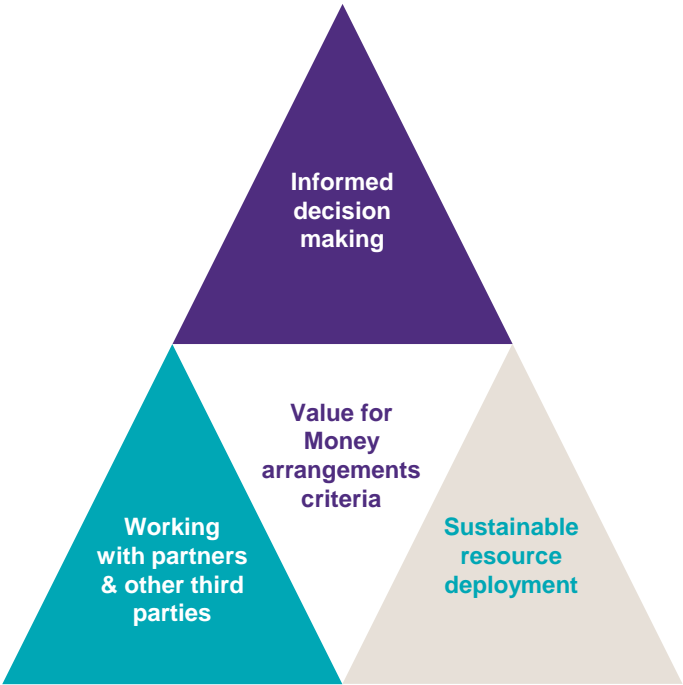 Informed
decision
making
Value for
Money
arrangements
criteria
Working
with partners
& other third
parties
Sustainable
resource
deployment